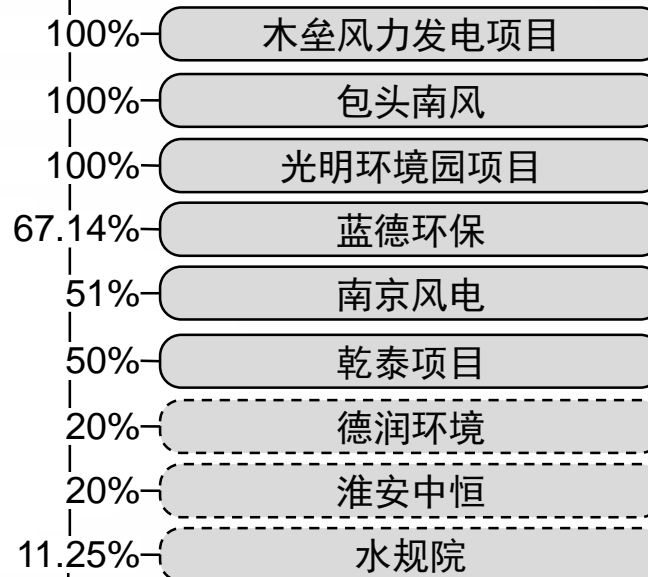 100% 木垒风力发电项目
100% 包头南风
100% 光明环境园项目
67.14% 蓝德环保
51% 南京风电
50% 乾泰项目
20% 德润环境
20% 淮安中恒
11.25% 水规院